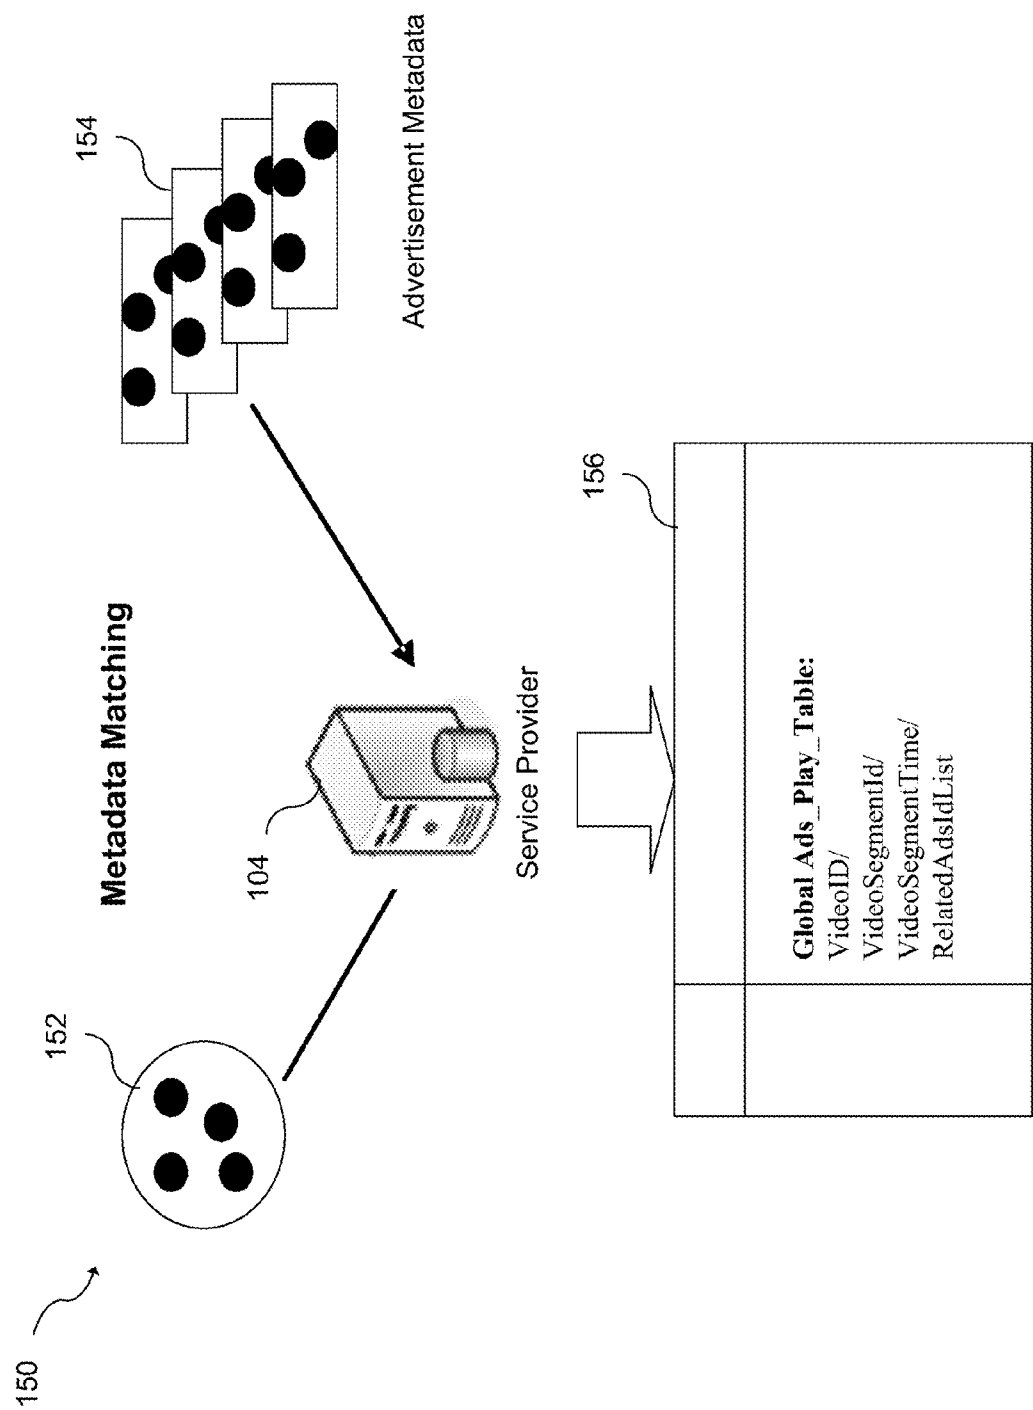 150
152
Metadata Matching
104
Service Provider
154
Advertisement Metadata
156
Global Ads_Play_Table:
VideoID/
VideoSegmentId/
VideoSegmentTime/
RelatedAdsIdList